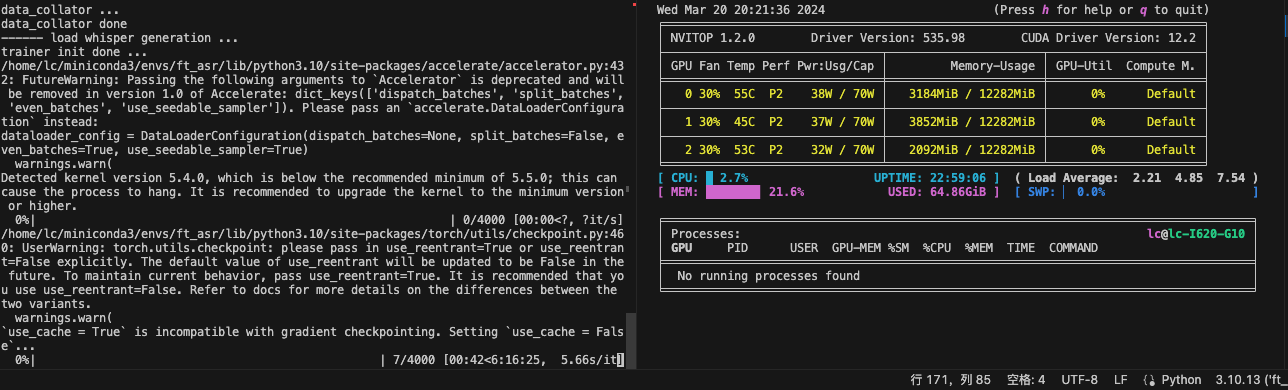 data_collator ...
data_collator done
------ load whisper generation ...
trainer init done ...
/home/lc/miniconda3/envs/ft_asr/lib/python3.10/site-packages/accelerate/accelerator.py:43
2: FutureWarning: Passing the following arguments to `Accelerator` is deprecated and will
 be removed in version 1.0 of Accelerate: dict_keys(['dispatch_batches', 'split_batches',
 'even_batches', 'use_seedable_sampler']). Please pass an `accelerate.DataLoaderConfigura
tion` instead:
dataloader_config = DataLoaderConfiguration(dispatch_batches=None, split_batches=False, e
ven_batches=True, use_seedable_sampler=True)
  warnings.warn(
Detected kernel version 5.4.0, which is below the recommended minimum of 5.5.0; this can
cause the process to hang. It is recommended to upgrade the kernel to the minimum version
 or higher.
  0%| | 0/4000 [00:00<?, ?it/s]
/home/lc/miniconda3/envs/ft_asr/lib/python3.10/site-packages/torch/utils/checkpoint.py:46
0: UserWarning: torch.utils.checkpoint: please pass in use_reentrant=True or use_reentran
t=False explicitly. The default value of use_reentrant will be updated to be False in the
 future. To maintain current behavior, pass use_reentrant=True. It is recommended that yo
u use use_reentrant=False. Refer to docs for more details on the differences between the
two variants.
  warnings.warn(
`use_cache = True` is incompatible with gradient checkpointing. Setting `use_cache = Fals
e`...
  0%| | 7/4000 [00:42<6:16:25,  5.66s/it]
Wed Mar 20 20:21:36 2024 (Press h for help or q to quit)
NVITOP 1.2.0 Driver Version: 535.98 CUDA Driver Version: 12.2
GPU Fan Temp Perf Pwr:Usg/Cap | Memory-Usage | GPU-Util Compute M.
0 30% 55C P2 38W / 70W | 3184MiB / 12282MiB | 0% Default
1 30% 45C P2 37W / 70W | 3852MiB / 12282MiB | 0% Default
2 30% 53C P2 32W / 70W | 2092MiB / 12282MiB | 0% Default
[ CPU: 2.7% UPTIME: 22:59:06 ] ( Load Average: 2.21 4.85 7.54 )
[ MEM: 21.6% USED: 64.86GiB ] [ SWP: 0.0% ]
Processes: lc@lc-I620-G10
GPU PID USER GPU-MEM %SM %CPU %MEM TIME COMMAND
No running processes found
行 171，列 85 空格: 4 UTF-8 LF Python 3.10.13 ('ft_